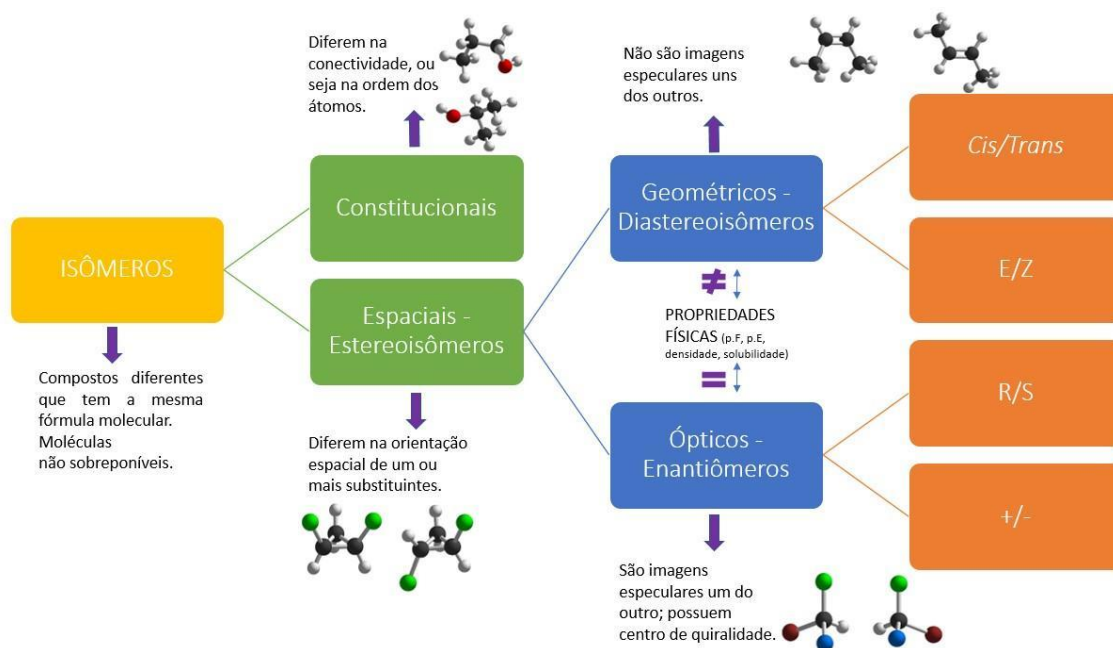 Diferem na
conectividade, ou
seja na ordem dos
átomos.
Não são imagens
especulares uns
dos outros.
Cis/Trans
Constitucionais
Geométricos -
Diastereoisômeros
ISÔMEROS
E/Z
Espaciais -
Estereoisômeros
PROPRIEDADES
FÍSICAS (p.F, p.E,
densidade, solubilidade)
Compostos diferentes
que tem a mesma
fórmula molecular.
Moléculas
não sobreponíveis.
R/S
Diferem na orientação
espacial de um ou
mais substituintes.
Ópticos -
Enantiômeros
+/-
São imagens
especulares um do
outro; possuem
centro de quiralidade.